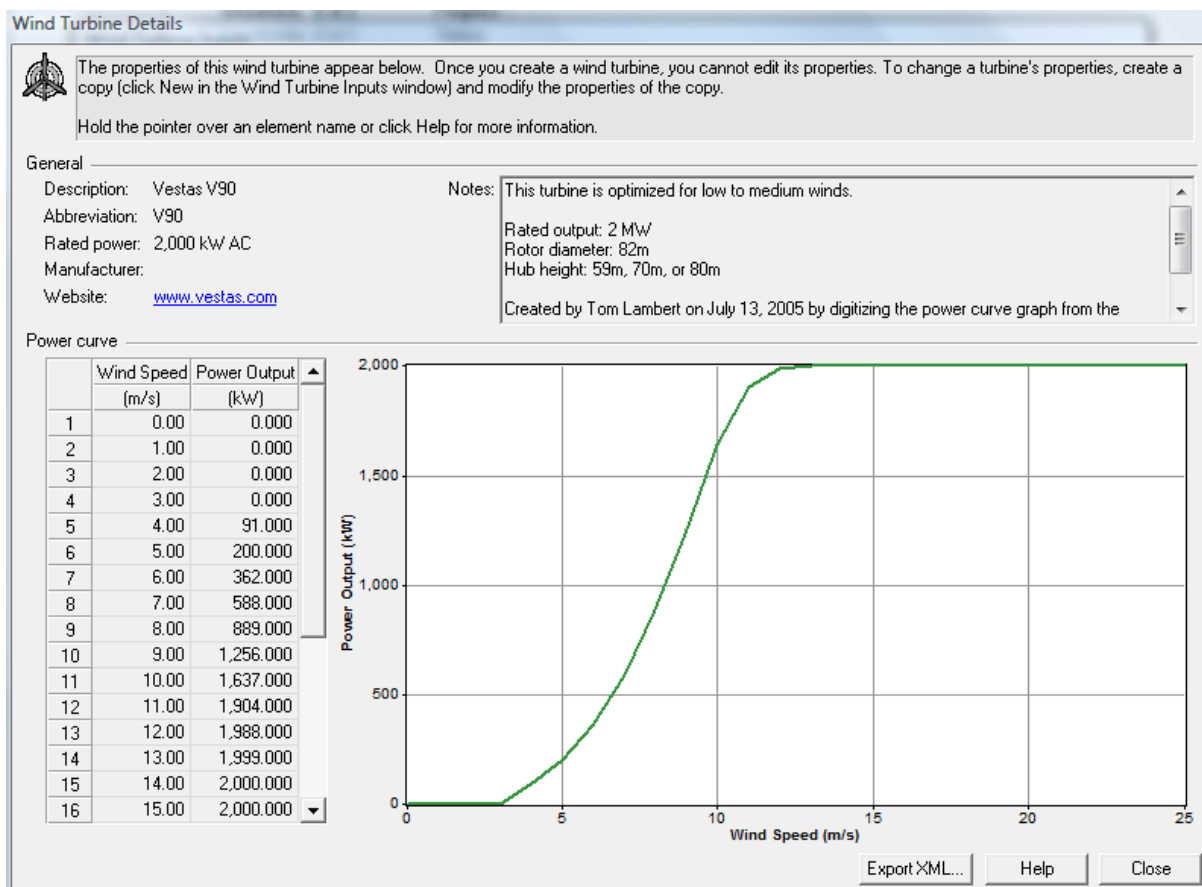 Wind Turbine Details
The properties of this wind turbine appear below. Once you create a wind turbine, you cannot edit its properties. To change a turbine's properties, create a
copy (click New in the Wind Turbine Inputs window) and modify the properties of the copy.
Hold the pointer over an element name or click Help for more information.
General
Description: Vestas V90
Abbreviation: V90
Rated power: 2,000 kW AC
Manufacturer:
Website: www.vestas.com
Notes: This turbine is optimized for low to medium winds.
Rated output: 2 MW
Rotor diameter: 82m
Hub height: 59m, 70m, or 80m
Created by Tom Lambert on July 13, 2005 by digitizing the power curve graph from the
Power curve
Wind Speed Power Output
(m/s) (kW)
1 0.00 0.000
2 1.00 0.000
3 2.00 0.000
4 3.00 0.000
5 4.00 91.000
6 5.00 200.000
7 6.00 362.000
8 7.00 588.000
9 8.00 889.000
10 9.00 1,256.000
11 10.00 1,637.000
12 11.00 1,904.000
13 12.00 1,988.000
14 13.00 1,999.000
15 14.00 2,000.000
16 15.00 2,000.000
Power Output (kW)
2,000
1,500
1,000
500
0
0 5 10 15 20 25
Wind Speed (m/s)
Export XML... Help Close